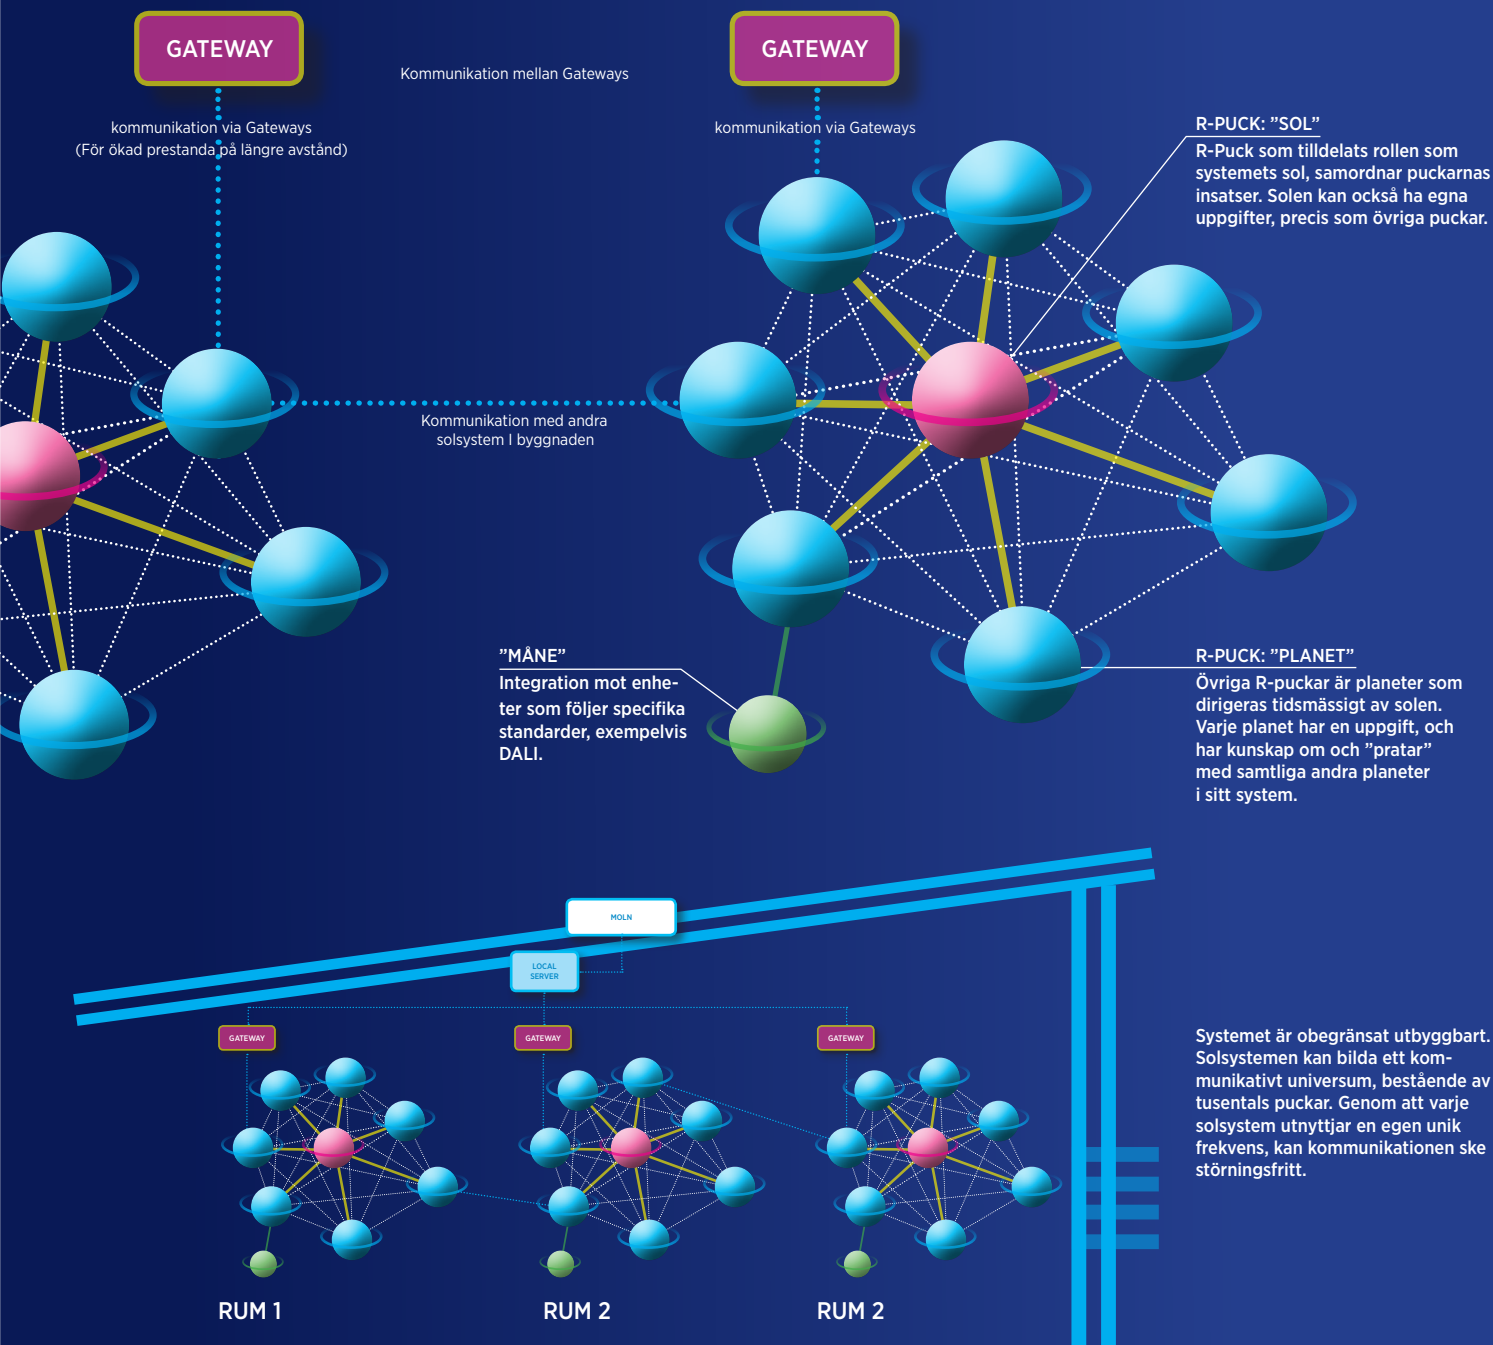 GATEWAY
GATEWAY
Kommunikation mellan Gateways
kommunikation via Gateways
(För ökad prestanda på längre avstånd)
kommunikation via Gateways
R-PUCK: ”SOL”
R-Puck som tilldelats rollen som
systemets sol, samordnar puckarnas
insatser. Solen kan också ha egna
uppgifter, precis som övriga puckar.
Kommunikation med andra
solsystem I byggnaden
”MÅNE”
Integration mot enhe-
ter som följer specifika
standarder, exempelvis
DALI.
R-PUCK: ”PLANET”
Övriga R-puckar är planeter som
dirigeras tidsmässigt av solen.
Varje planet har en uppgift, och
har kunskap om och ”pratar”
med samtliga andra planeter
i sitt system.
MOLN
LOCAL
SERVER
GATEWAY
GATEWAY
GATEWAY
Systemet är obegränsat utbyggbart.
Solsystemen kan bilda ett kom-
munikativt universum, bestående av
tusentals puckar. Genom att varje
solsystem utnyttjar en egen unik
frekvens, kan kommunikationen ske
störningsfritt.
RUM 1
RUM 2
RUM 2